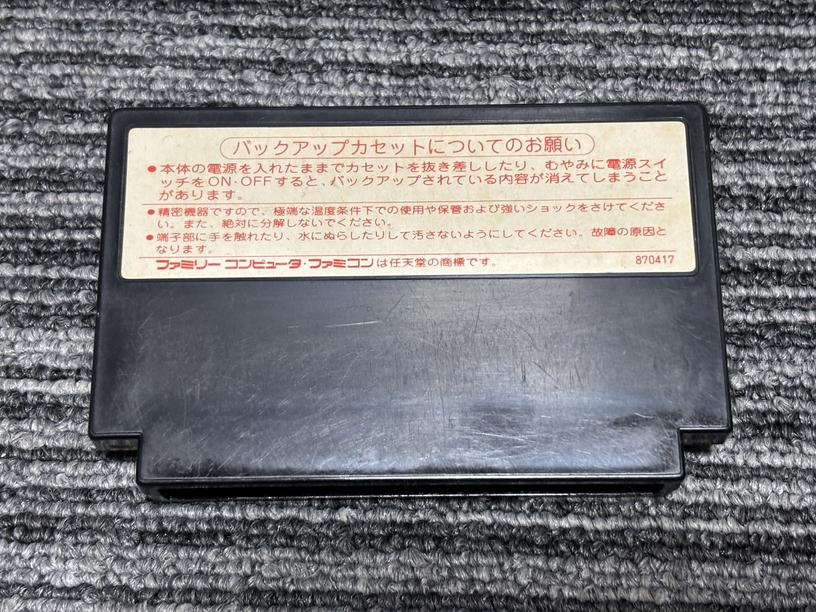 バックアップカセットについてのお願い
●本体の電源を入れたままでカセットを抜き差ししたり、むやみに電源スイ
ッチをON・OFFすると、バックアップされている内容が消えてしまうこと
があります。
●精密機器ですので、極端な温度条件下での使用や保管および強いショックをさけてくださ
い。また、絶対に分解しないでください。
●端子部に手を触れたり、水にぬらしたりして汚さないようにしてください。故障の原因と
なります。
ファミリー コンピュータ・ファミコンは任天堂の商標です。 870417